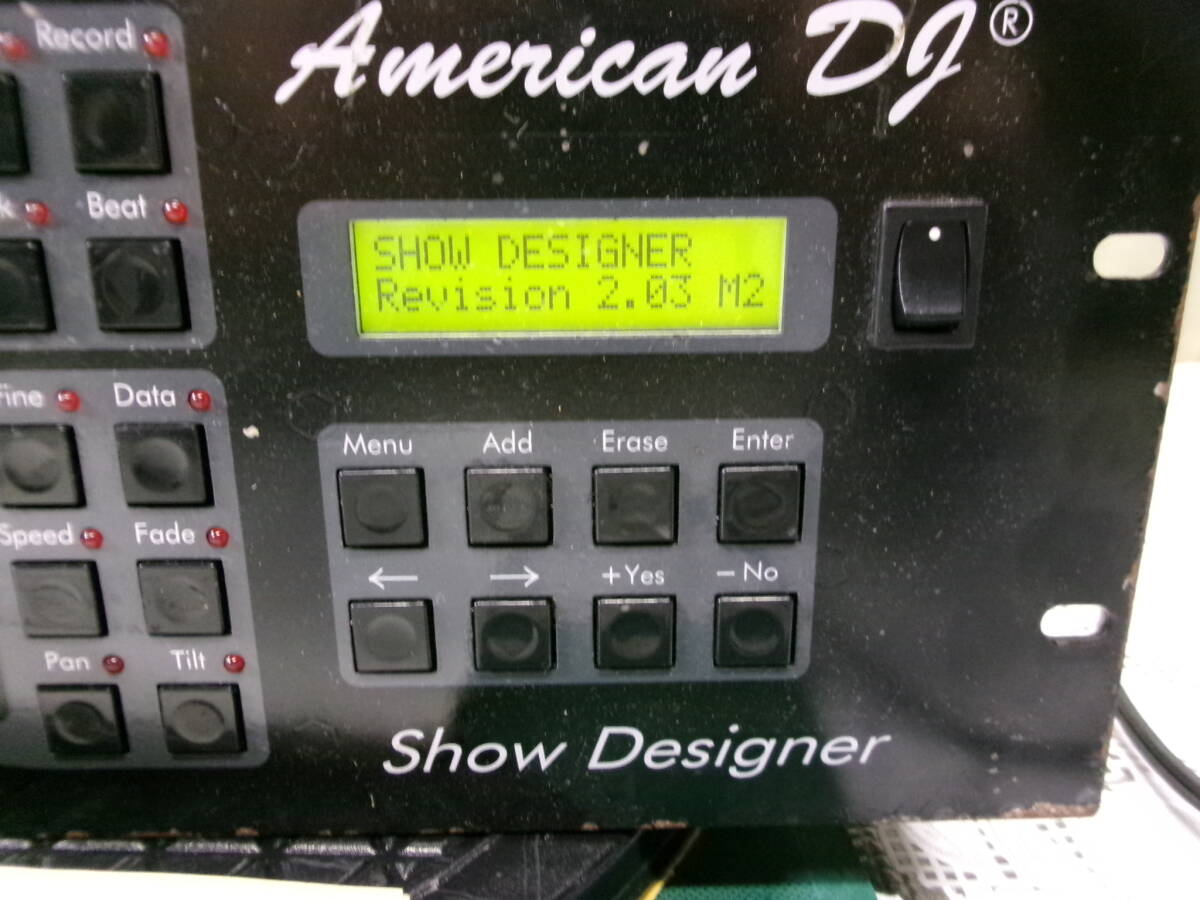 American DJ®
Record
Beat
SHOW DESIGNER
Revision 2.03 M2
Fine Data
Menu Add Erase Enter
Speed Fade
← → +Yes −No
Pan Tilt
Show Designer